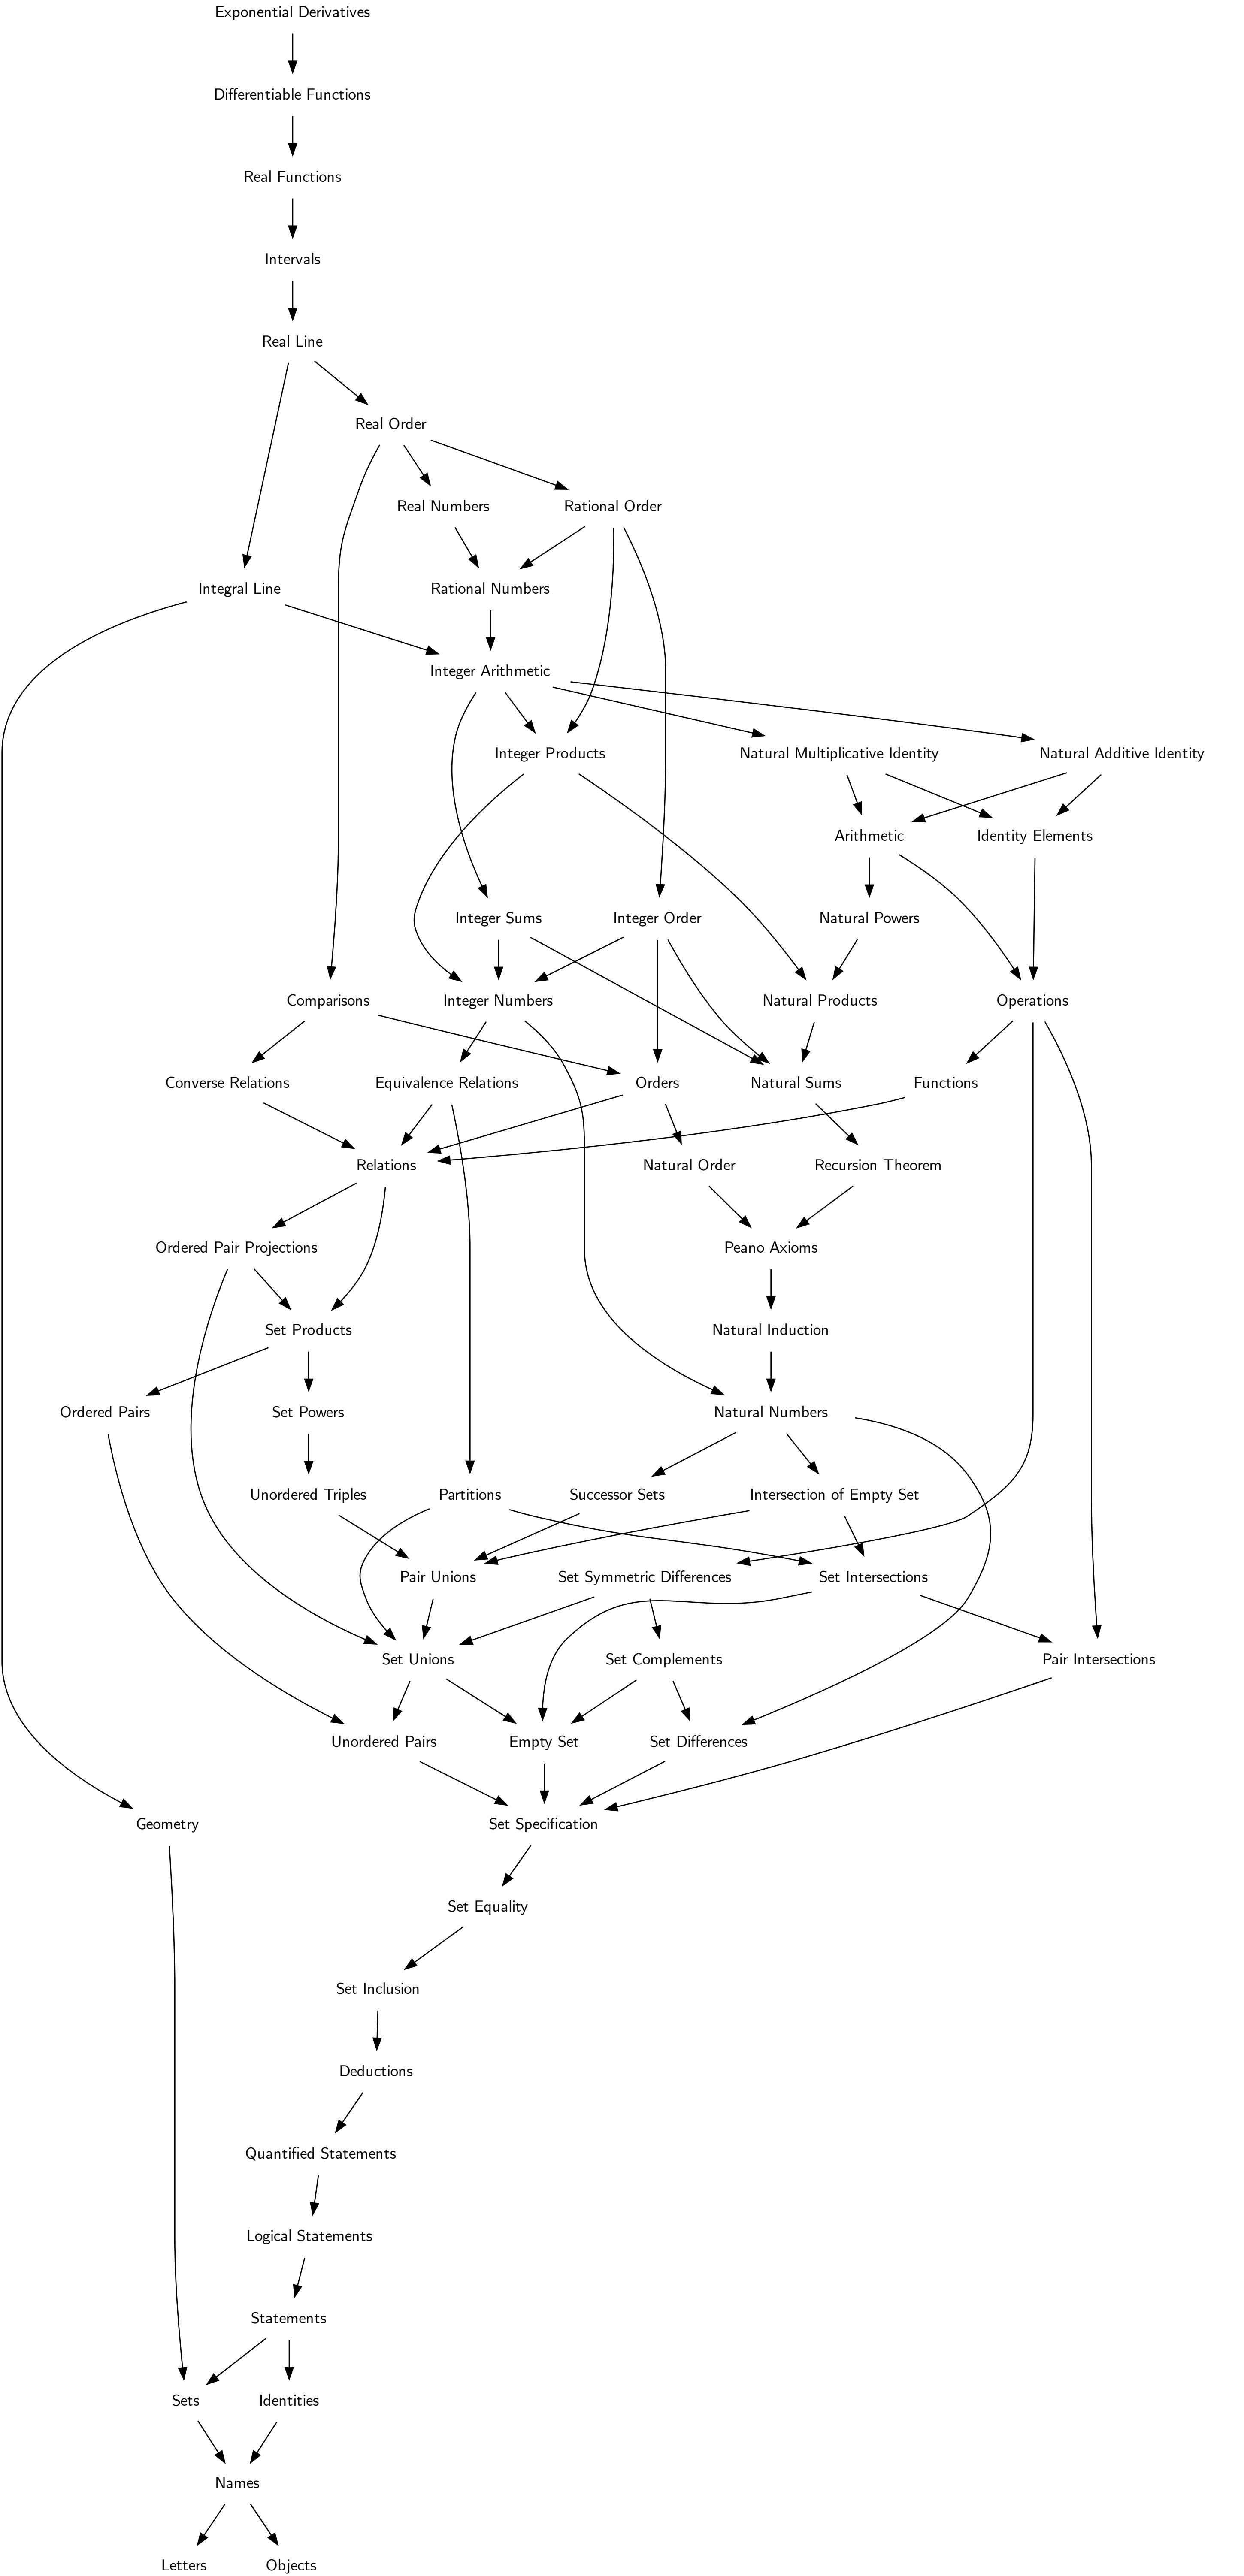 Exponential Derivatives
Differentiable Functions
Real Functions
Intervals
Real Line
Real Order
Real Numbers
Rational Order
Integral Line
Rational Numbers
Integer Arithmetic
Integer Products
Natural Multiplicative Identity
Natural Additive Identity
Arithmetic
Identity Elements
Integer Sums
Integer Order
Natural Powers
Comparisons
Integer Numbers
Natural Products
Operations
Converse Relations
Equivalence Relations
Orders
Natural Sums
Functions
Relations
Natural Order
Recursion Theorem
Ordered Pair Projections
Peano Axioms
Set Products
Natural Induction
Ordered Pairs
Set Powers
Natural Numbers
Unordered Triples
Partitions
Successor Sets
Intersection of Empty Set
Pair Unions
Set Symmetric Differences
Set Intersections
Set Unions
Set Complements
Pair Intersections
Unordered Pairs
Empty Set
Set Differences
Geometry
Set Specification
Set Equality
Set Inclusion
Deductions
Quantified Statements
Logical Statements
Statements
Sets
Identities
Names
Letters
Objects